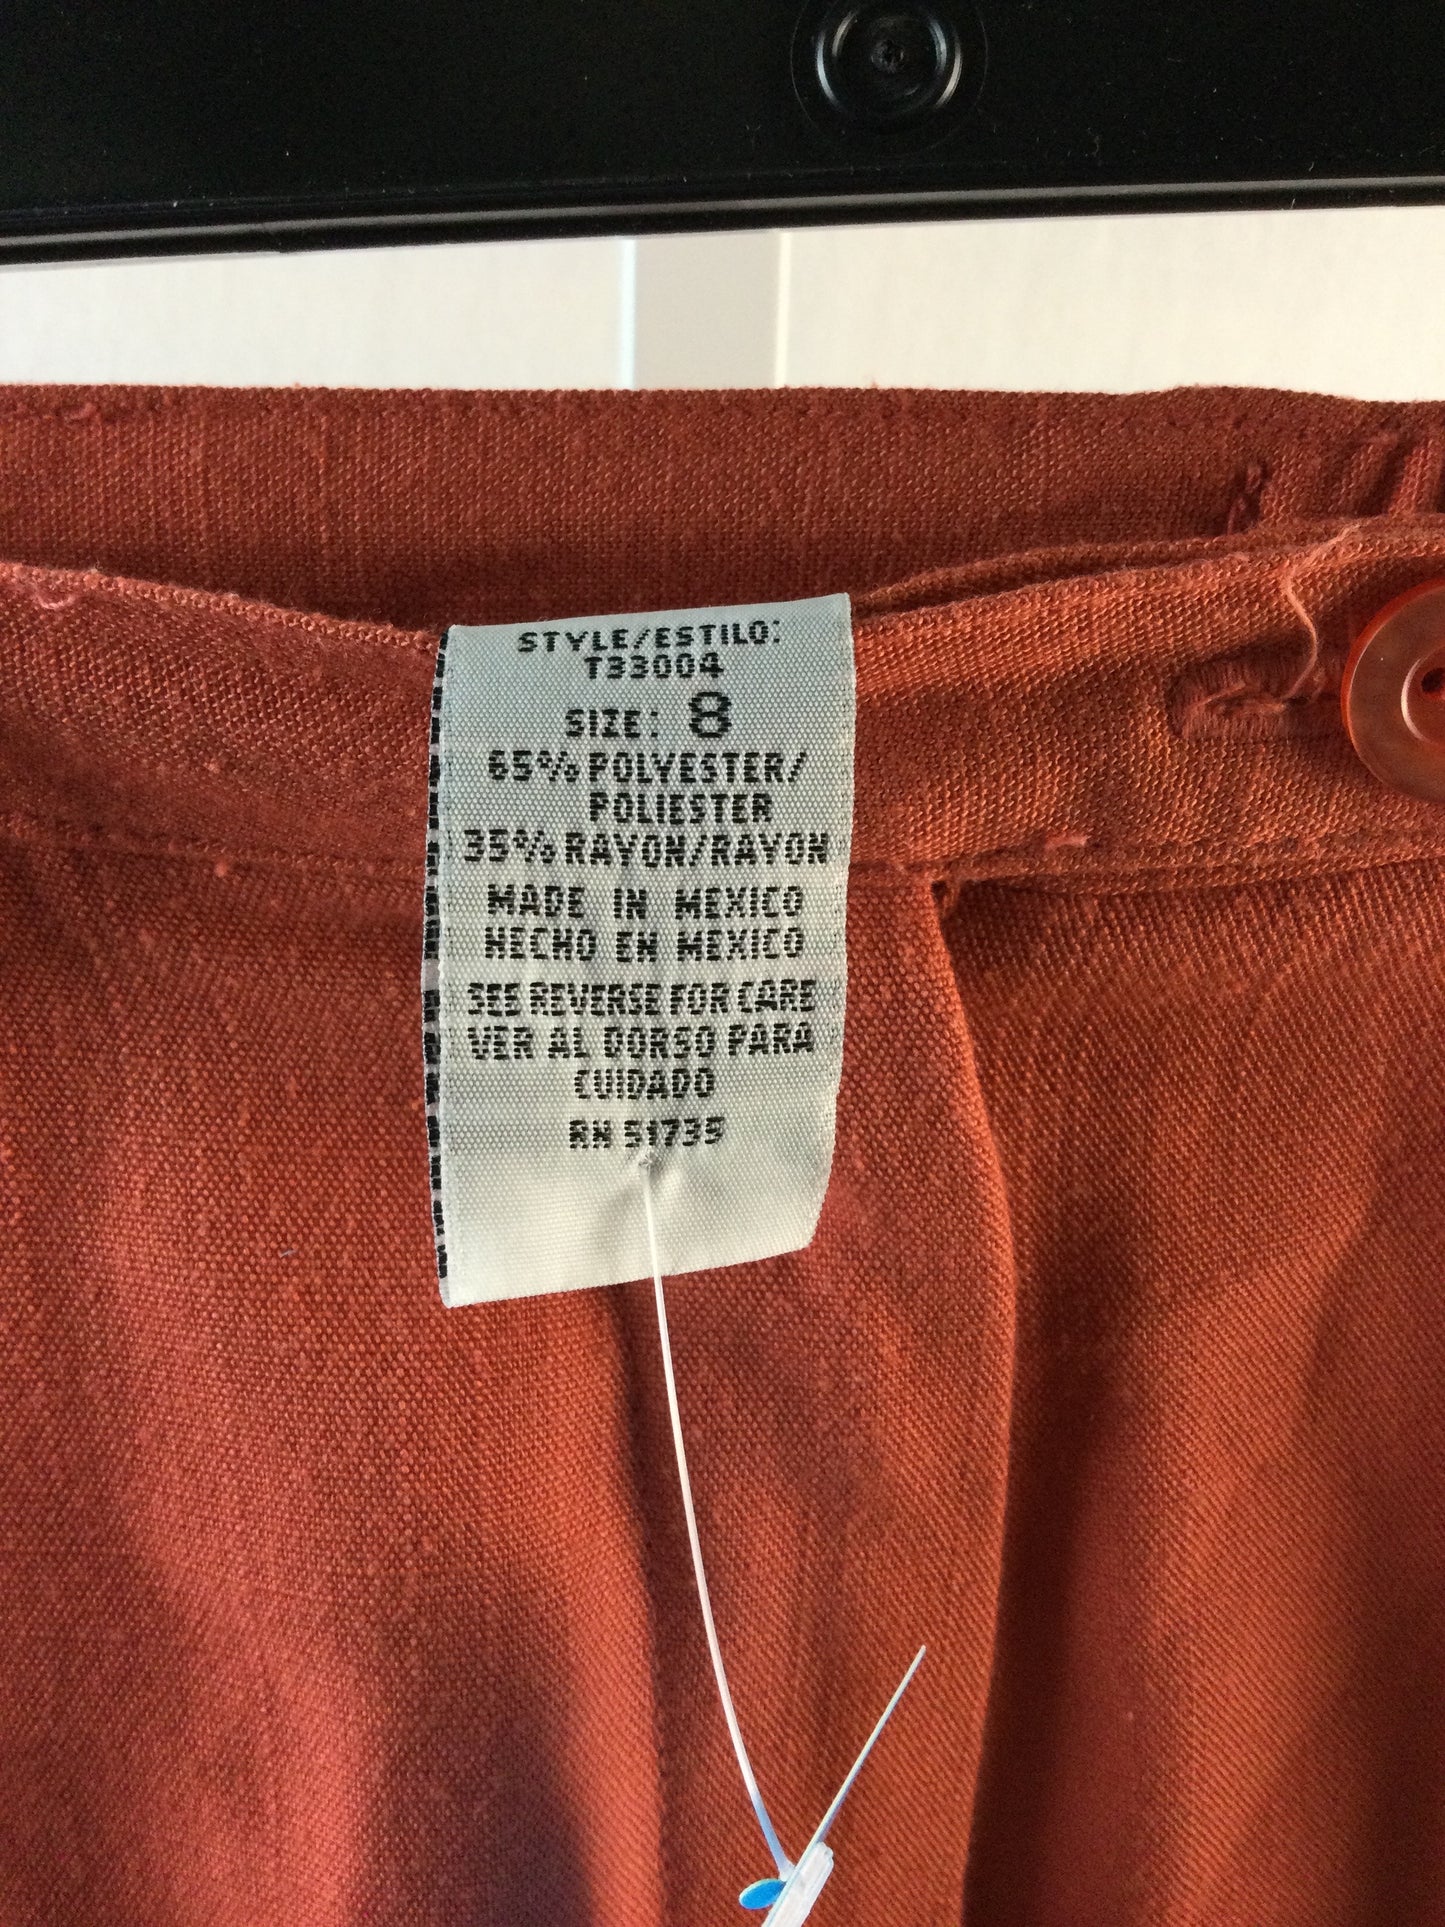 STYLE/ESTILO:
T33004
SIZE: 8
65% POLYESTER/
POLIESTER
35% RAYON/RAYON
MADE IN MEXICO
HECHO EN MEXICO
SEE REVERSE FOR CARE
VER AL DORSO PARA
CUIDADO
RN 51735